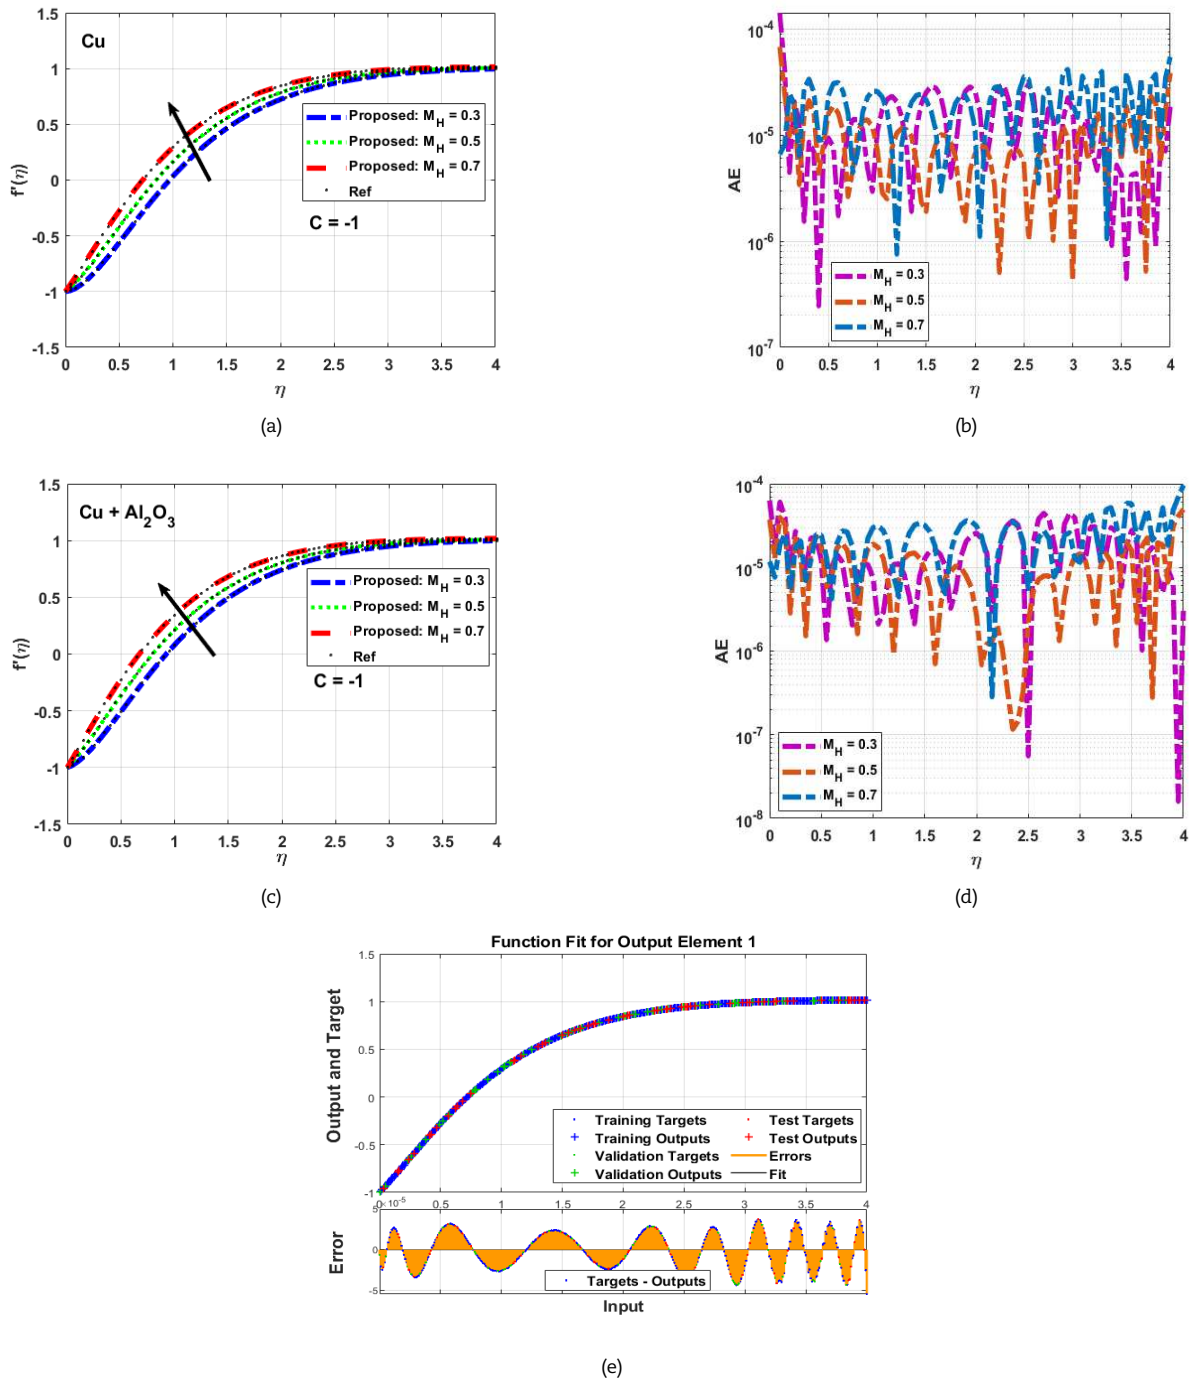 1.5
1
0.5
0
-0.5
-1
-1.5
f'(η)
Cu
Proposed: M_H = 0.3
Proposed: M_H = 0.5
Proposed: M_H = 0.7
Ref
C = -1
0 0.5 1 1.5 2 2.5 3 3.5 4
η
(a)
10^-4
10^-5
10^-6
10^-7
AE
M_H = 0.3
M_H = 0.5
M_H = 0.7
0 0.5 1 1.5 2 2.5 3 3.5 4
η
(b)
1.5
1
0.5
0
-0.5
-1
-1.5
f'(η)
Cu + Al_2O_3
Proposed: M_H = 0.3
Proposed: M_H = 0.5
Proposed: M_H = 0.7
Ref
C = -1
0 0.5 1 1.5 2 2.5 3 3.5 4
η
(c)
10^-4
10^-5
10^-6
10^-7
10^-8
AE
M_H = 0.3
M_H = 0.5
M_H = 0.7
0 0.5 1 1.5 2 2.5 3 3.5 4
η
(d)
Function Fit for Output Element 1
1.5
1
0.5
0
-0.5
-1
Output and Target
Training Targets
Training Outputs
Validation Targets
Validation Outputs
Test Targets
Test Outputs
Errors
Fit
0 0.5 1 1.5 2 2.5 3 3.5 4
×10^-5
5
0
-5
Error
Targets - Outputs
Input
(e)